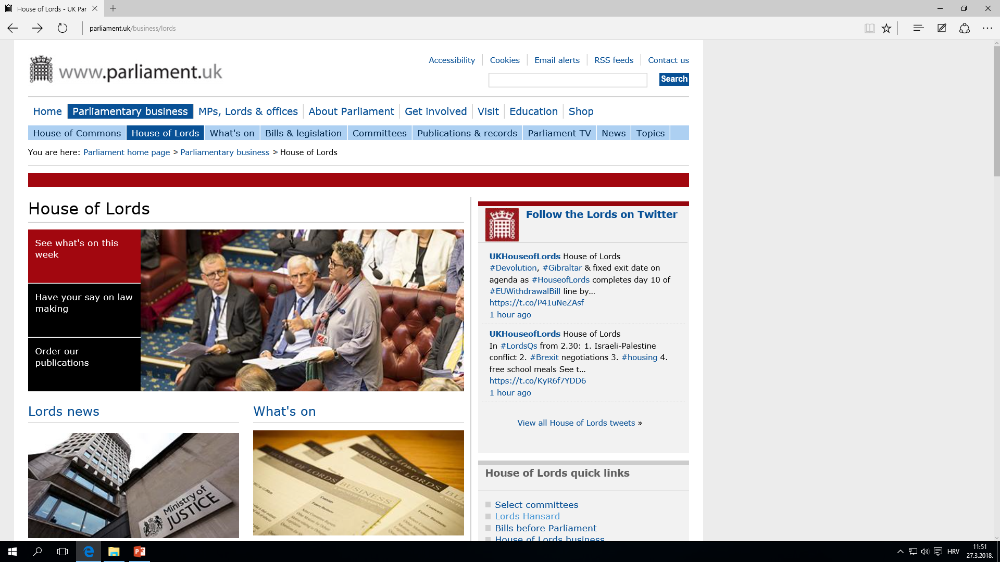 House of Lords - UK Par
parliament.uk/business/lords
www.parliament.uk
Accessibility
Cookies
Email alerts
RSS feeds
Contact us
Search
Home
Parliamentary business
MPs, Lords & offices
About Parliament
Get involved
Visit
Education
Shop
House of Commons
House of Lords
What's on
Bills & legislation
Committees
Publications & records
Parliament TV
News
Topics
You are here: Parliament home page > Parliamentary business > House of Lords
House of Lords
See what's on this
week
Have your say on law
making
Order our
publications
Lords news
Ministry of
JUSTICE
What's on
HOUSE OF LORDS BUSINESS
HOUSE OF LORDS BU
Contents
Future Business
Contents
Follow the Lords on Twitter
UKHouseofLords House of Lords
#Devolution, #Gibraltar & fixed exit date on
agenda as #HouseofLords completes day 10 of
#EUWithdrawalBill line by…
https://t.co/P41uNeZAsf
1 hour ago
UKHouseofLords House of Lords
In #LordsQs from 2.30: 1. Israeli-Palestine
conflict 2. #Brexit negotiations 3. #housing 4.
free school meals See t…
https://t.co/KyR6f7YDD6
1 hour ago
View all House of Lords tweets »
House of Lords quick links
Select committees
Lords Hansard
Bills before Parliament
House of Lords business
HRV
11:51
27.3.2018.